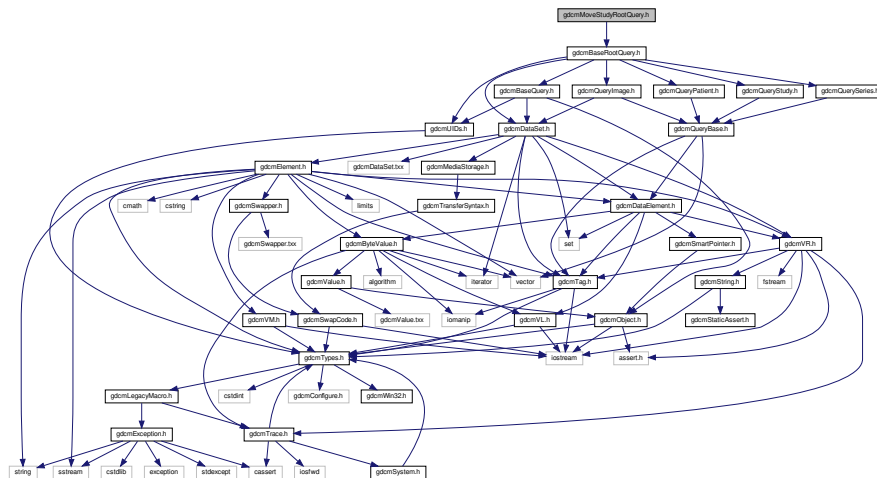 gdcmMoveStudyRootQuery.h
gdcmBaseRootQuery.h
gdcmBaseQuery.h
gdcmQueryImage.h
gdcmQueryPatient.h
gdcmQueryStudy.h
gdcmQuerySeries.h
gdcmUIDs.h
gdcmDataSet.h
gdcmQueryBase.h
gdcmElement.h
gdcmDataSet.txx
gdcmMediaStorage.h
cmath
cstring
gdcmSwapper.h
limits
gdcmTransferSyntax.h
gdcmDataElement.h
gdcmSwapper.txx
gdcmByteValue.h
set
gdcmSmartPointer.h
gdcmVR.h
gdcmValue.h
algorithm
iterator
vector
gdcmTag.h
gdcmString.h
fstream
gdcmVM.h
gdcmSwapCode.h
gdcmValue.txx
iomanip
gdcmVL.h
gdcmObject.h
gdcmStaticAssert.h
gdcmTypes.h
iostream
assert.h
gdcmLegacyMacro.h
cstdint
gdcmConfigure.h
gdcmWin32.h
gdcmException.h
gdcmTrace.h
string
sstream
cstdlib
exception
stdexcept
cassert
iosfwd
gdcmSystem.h